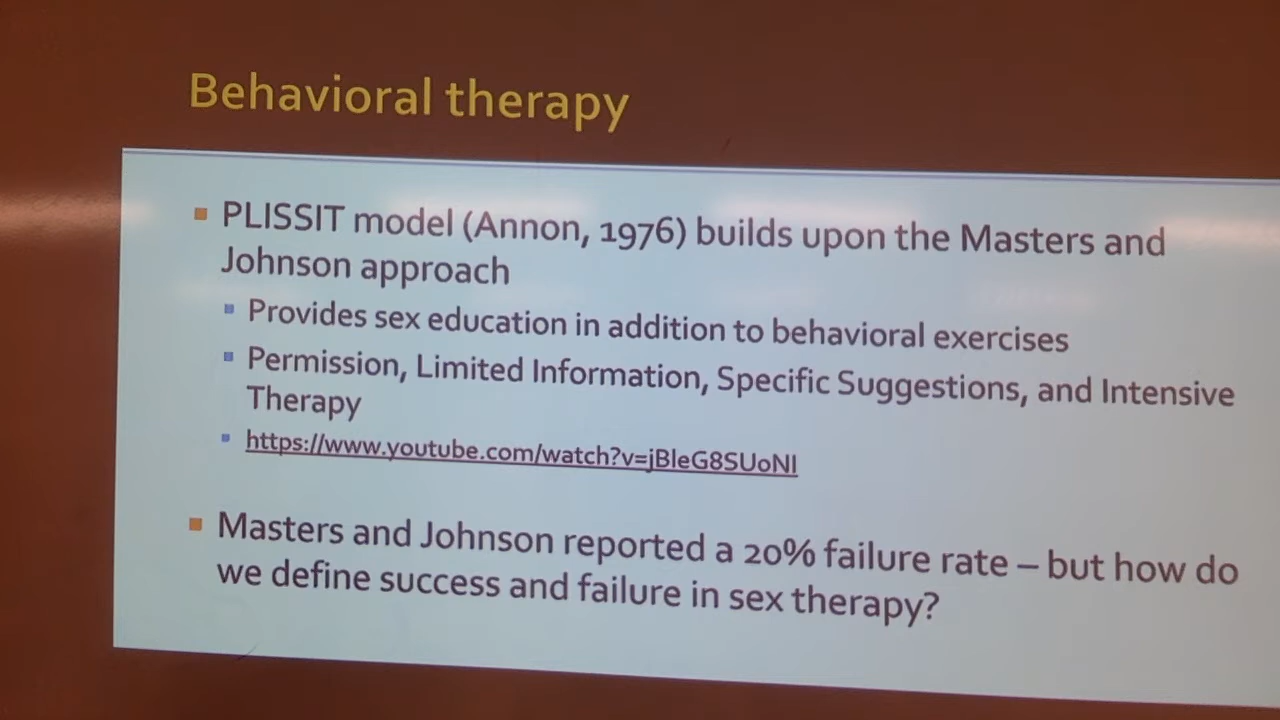 Behavioral therapy
PLISSIT model (Annon, 1976) builds upon the Masters and
Johnson approach
Provides sex education in addition to behavioral exercises
Permission, Limited Information, Specific Suggestions, and Intensive
Therapy
https://www.youtube.com/watch?v=jBleG8SUoNI
Masters and Johnson reported a 20% failure rate – but how do
we define success and failure in sex therapy?